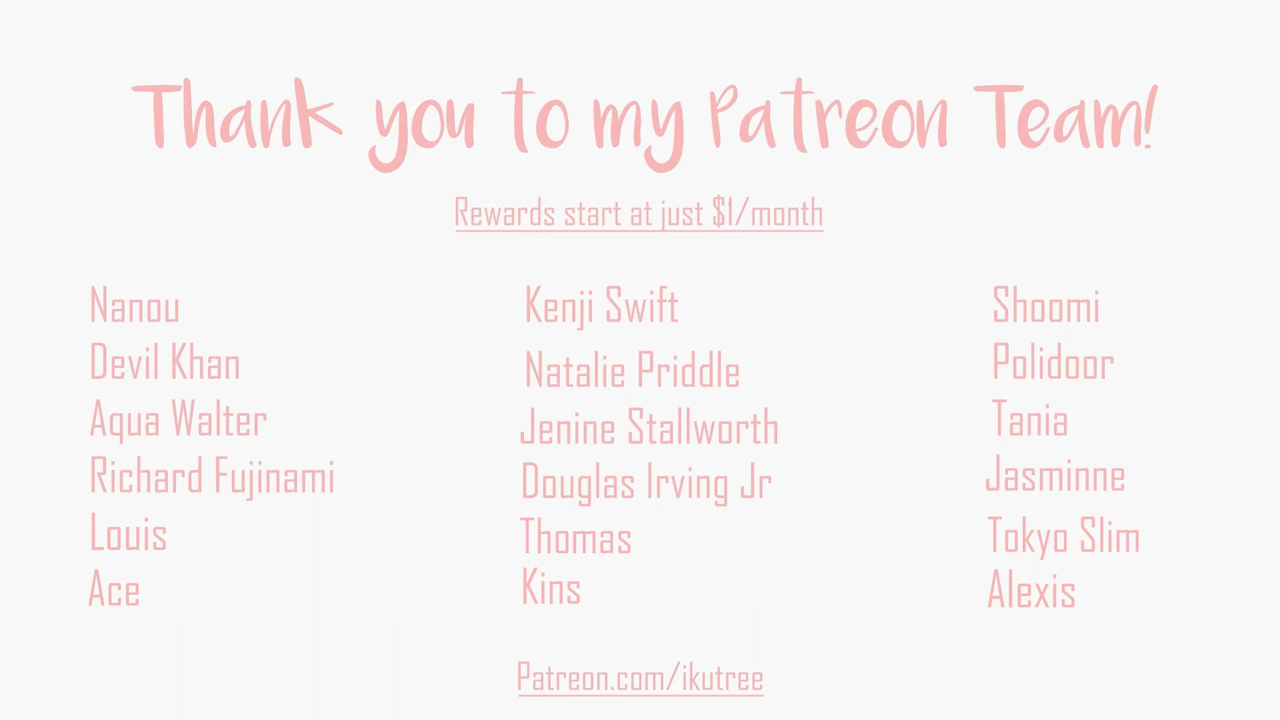 Thank you to my Patreon Team!
Rewards start at just $1/month
Nanou
Devil Khan
Aqua Walter
Richard Fujinami
Louis
Ace
Kenji Swift
Natalie Priddle
Jenine Stallworth
Douglas Irving Jr
Thomas
Kins
Shoomi
Polidoor
Tania
Jasminne
Tokyo Slim
Alexis
Patreon.com/ikutree